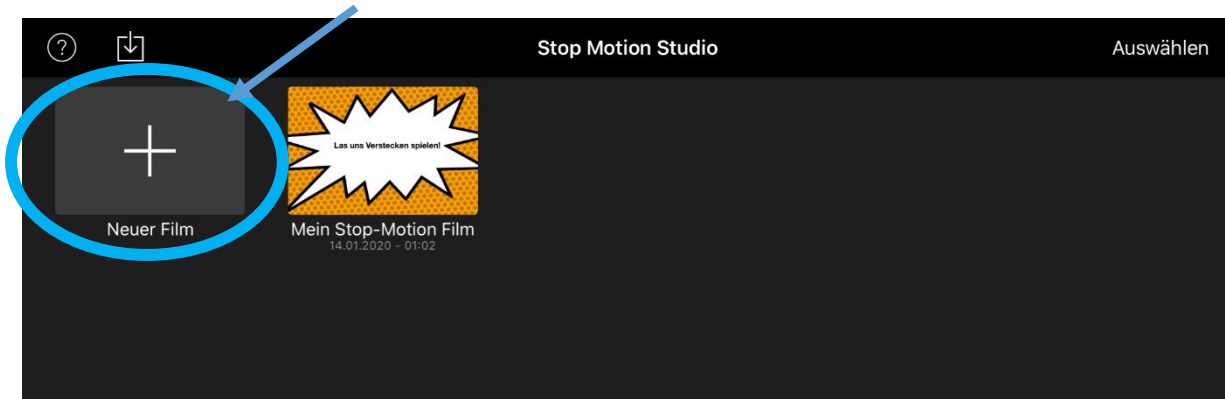 ?
Stop Motion Studio
Auswählen
Las uns Verstecken spielen!
Neuer Film
Mein Stop-Motion Film
14.01.2020 - 01:02